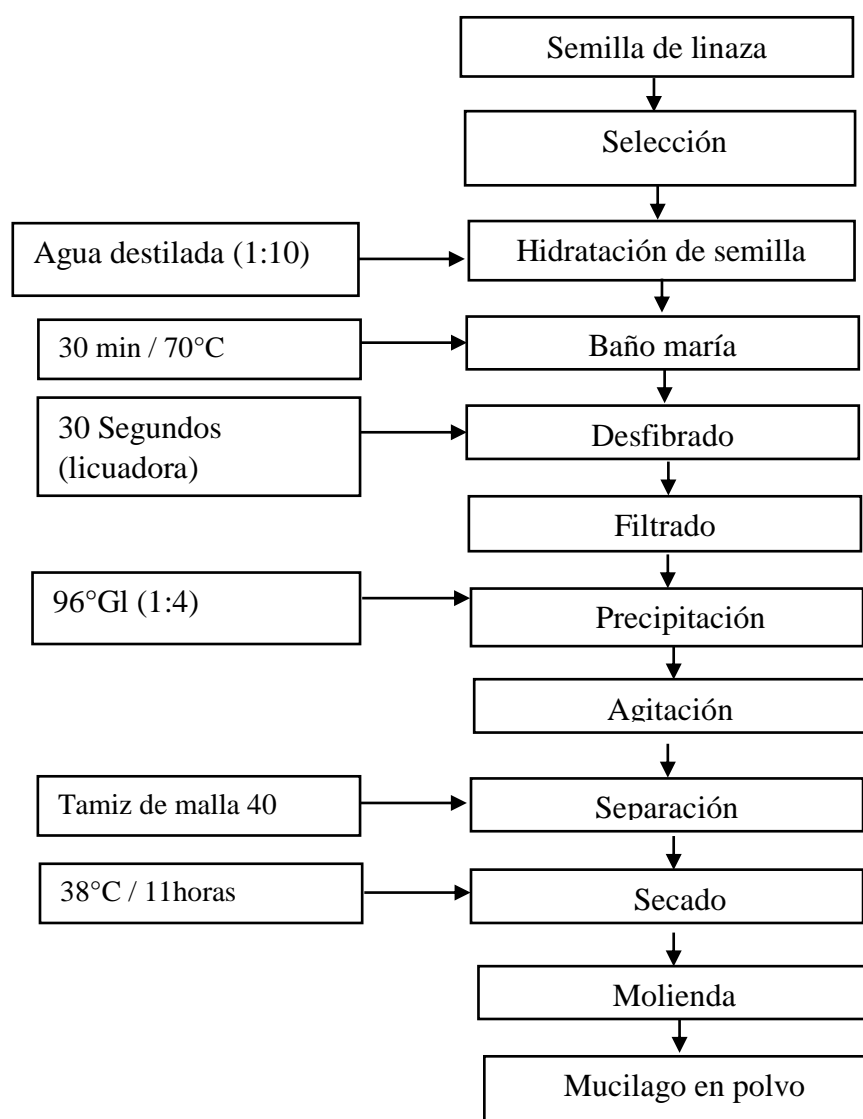 Semilla de linaza
Selección
Agua destilada (1:10)
Hidratación de semilla
30 min / 70°C
Baño maría
30 Segundos
(licuadora)
Desfibrado
Filtrado
96°Gl (1:4)
Precipitación
Agitación
Tamiz de malla 40
Separación
38°C / 11horas
Secado
Molienda
Mucilago en polvo